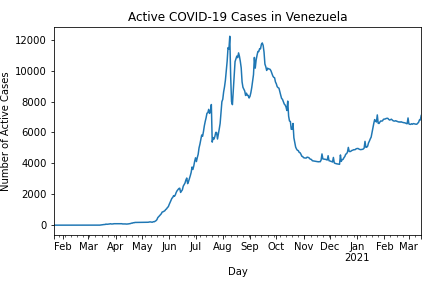 Active COVID-19 Cases in Venezuela
Number of Active Cases
12000
10000
8000
6000
4000
2000
0
Feb Mar Apr May Jun Jul Aug Sep Oct Nov Dec Jan Feb Mar
2021
Day